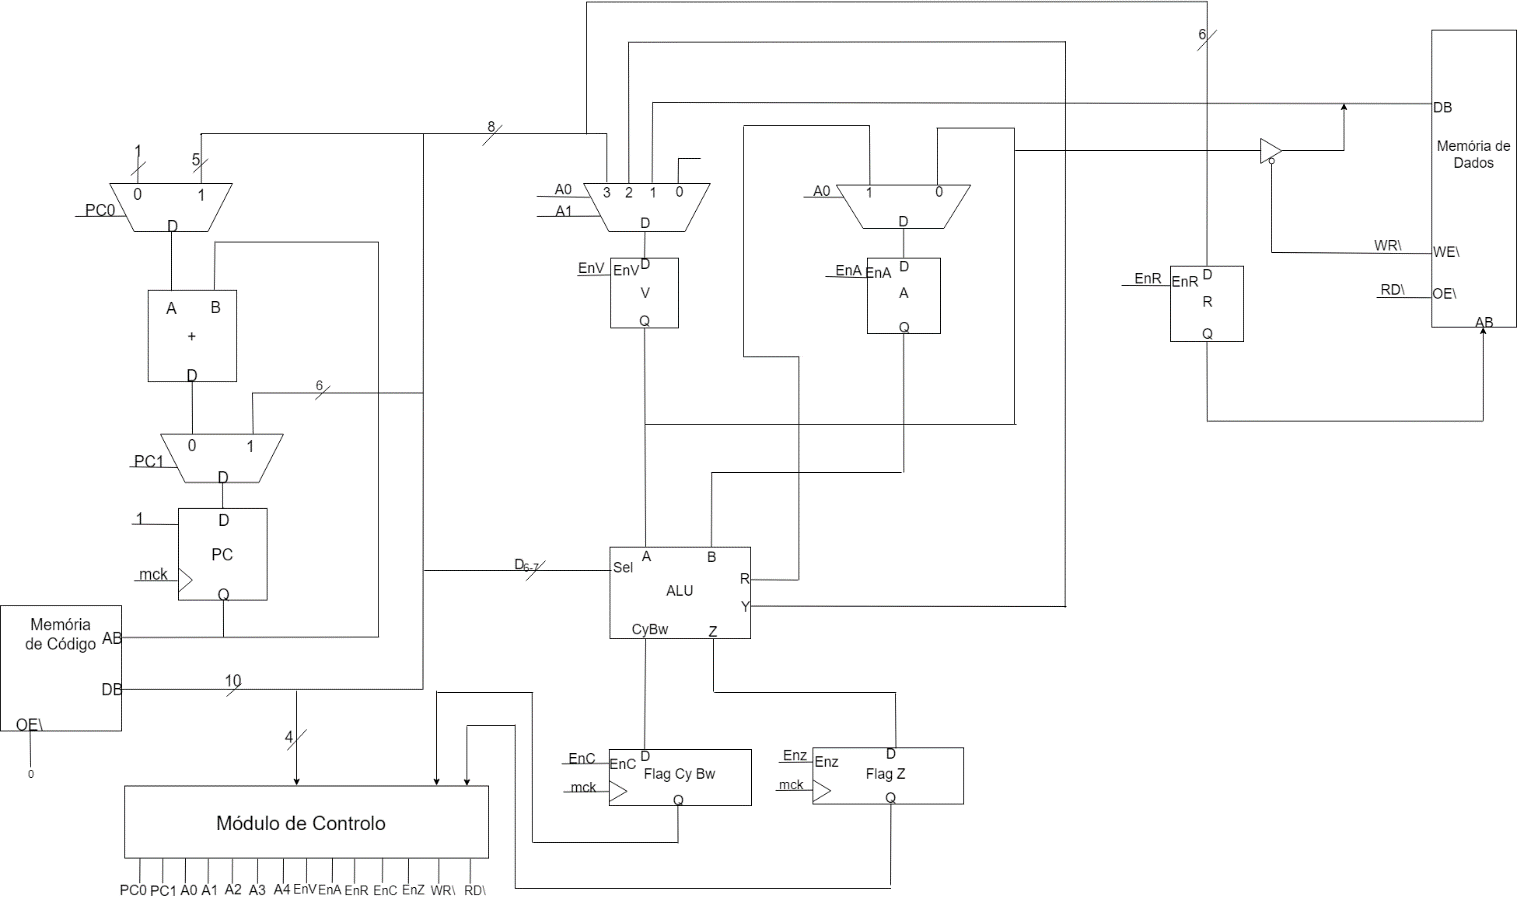 6
8
1
5
0 1
D
PC0
A B
+
D
6
0 1
D
PC1
1
D
PC
mck
Q
Memória
de Código
AB
DB
OE\
0
10
4
A0
A1
3 2 1 0
D
EnV
EnV
D
V
Q
A0
1 0
D
EnA
EnA
D
A
Q
EnR
EnR
D
R
Q
DB
Memória de
Dados
WR\
WE\
RD\
OE\
AB
D6-7
Sel
A B
ALU
R
Y
CyBw Z
EnC
EnC
D
Flag Cy Bw
mck
Q
Enz
Enz
D
Flag Z
mck
Q
Módulo de Controlo
PC0 PC1 A0 A1 A2 A3 A4 EnV EnA EnR EnC EnZ WR\ RD\